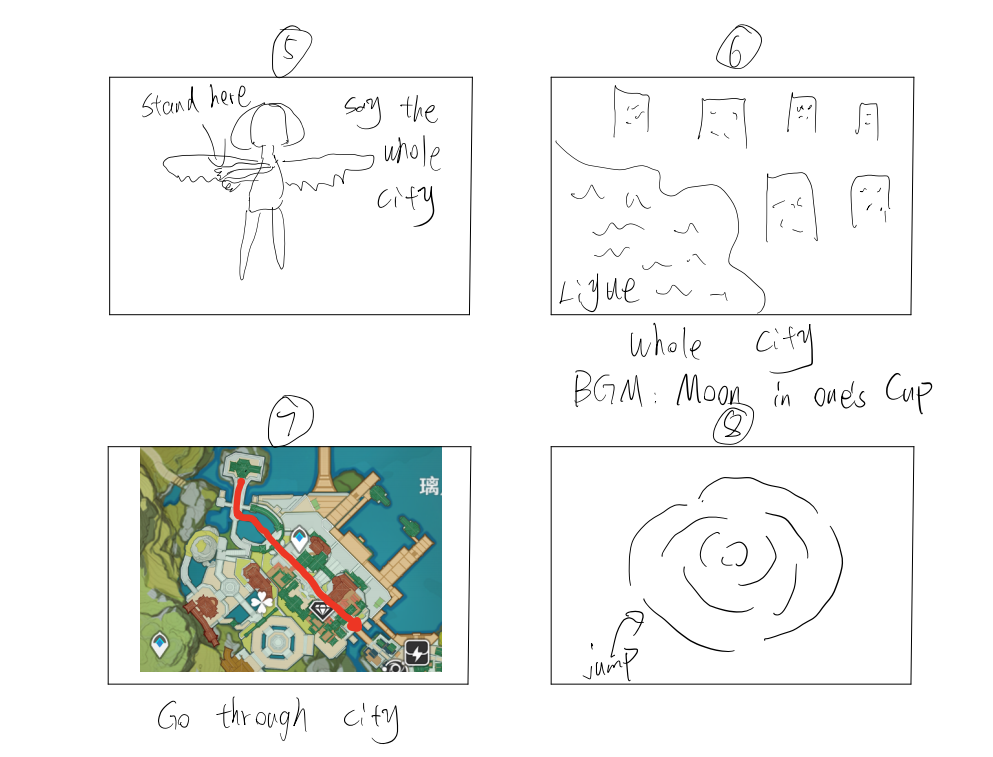 5
Stand here
Say the
whole
city
6
Liyue
whole city
BGM: Moon in one's Cup
7
璃
Go through city
8
jump